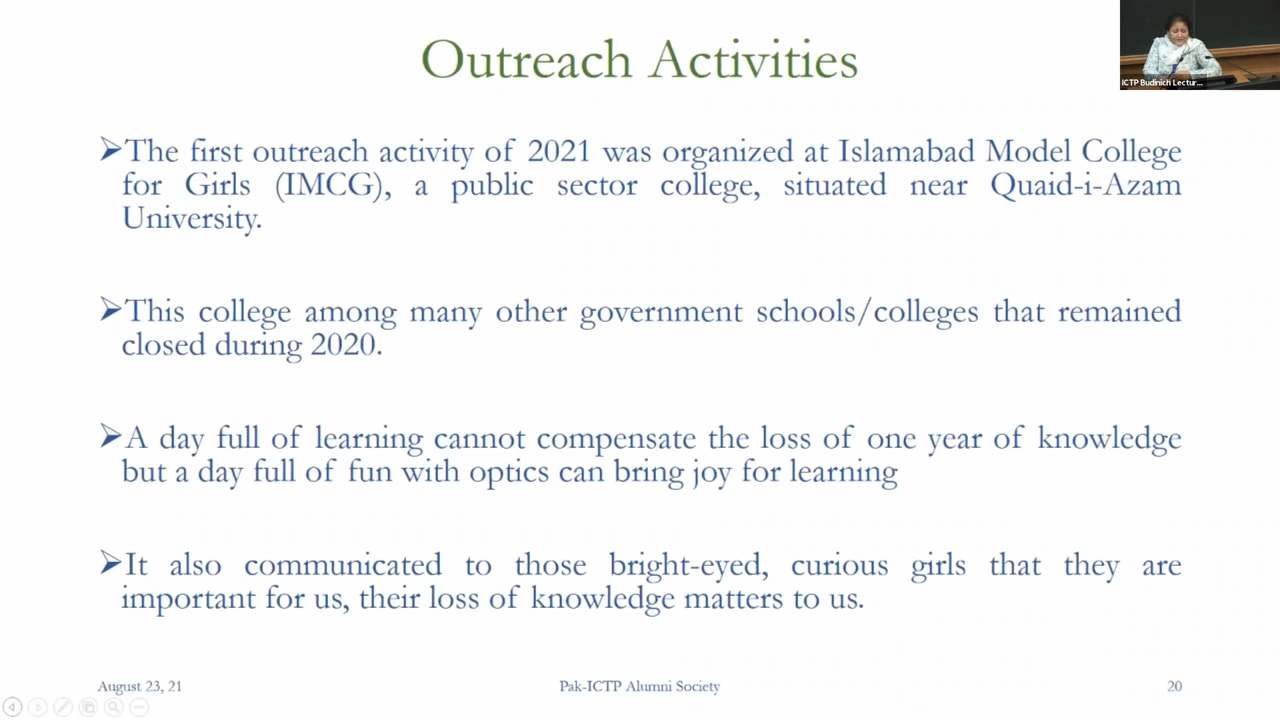 Outreach Activities
ICTP Budinich Lectur...
➢The first outreach activity of 2021 was organized at Islamabad Model College
for Girls (IMCG), a public sector college, situated near Quaid-i-Azam
University.
➢This college among many other government schools/colleges that remained
closed during 2020.
➢A day full of learning cannot compensate the loss of one year of knowledge
but a day full of fun with optics can bring joy for learning
➢It also communicated to those bright-eyed, curious girls that they are
important for us, their loss of knowledge matters to us.
August 23, 21
Pak-ICTP Alumni Society
20